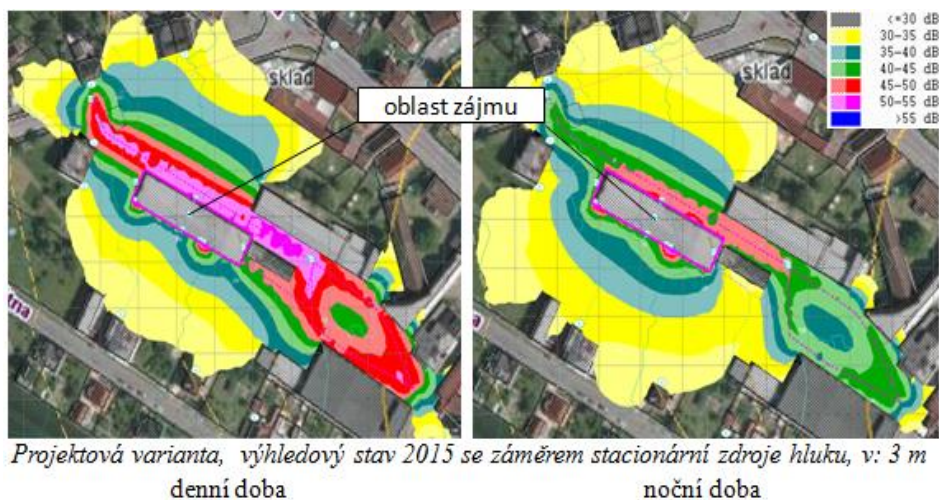 sklad
sklad
oblast zájmu
<=30 dB
30-35 dB
35-40 dB
40-45 dB
45-50 dB
50-55 dB
>55 dB
tna
Projektová varianta, výhledový stav 2015 se záměrem stacionární zdroje hluku, v: 3 m
denní doba
noční doba